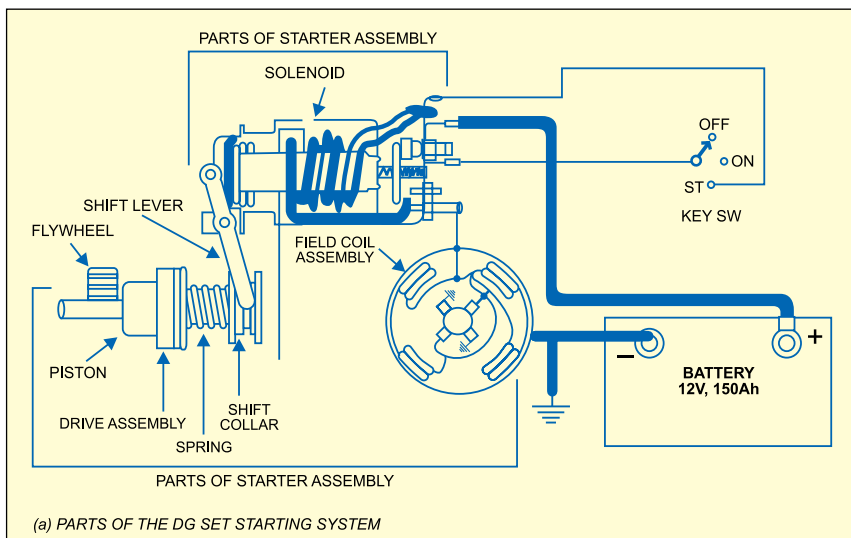 PARTS OF STARTER ASSEMBLY
SOLENOID
OFF
ON
ST
KEY SW
SHIFT LEVER
FLYWHEEL
FIELD COIL
ASSEMBLY
PISTON
DRIVE ASSEMBLY
SHIFT
COLLAR
SPRING
– +
BATTERY
12V, 150Ah
PARTS OF STARTER ASSEMBLY
(a) PARTS OF THE DG SET STARTING SYSTEM